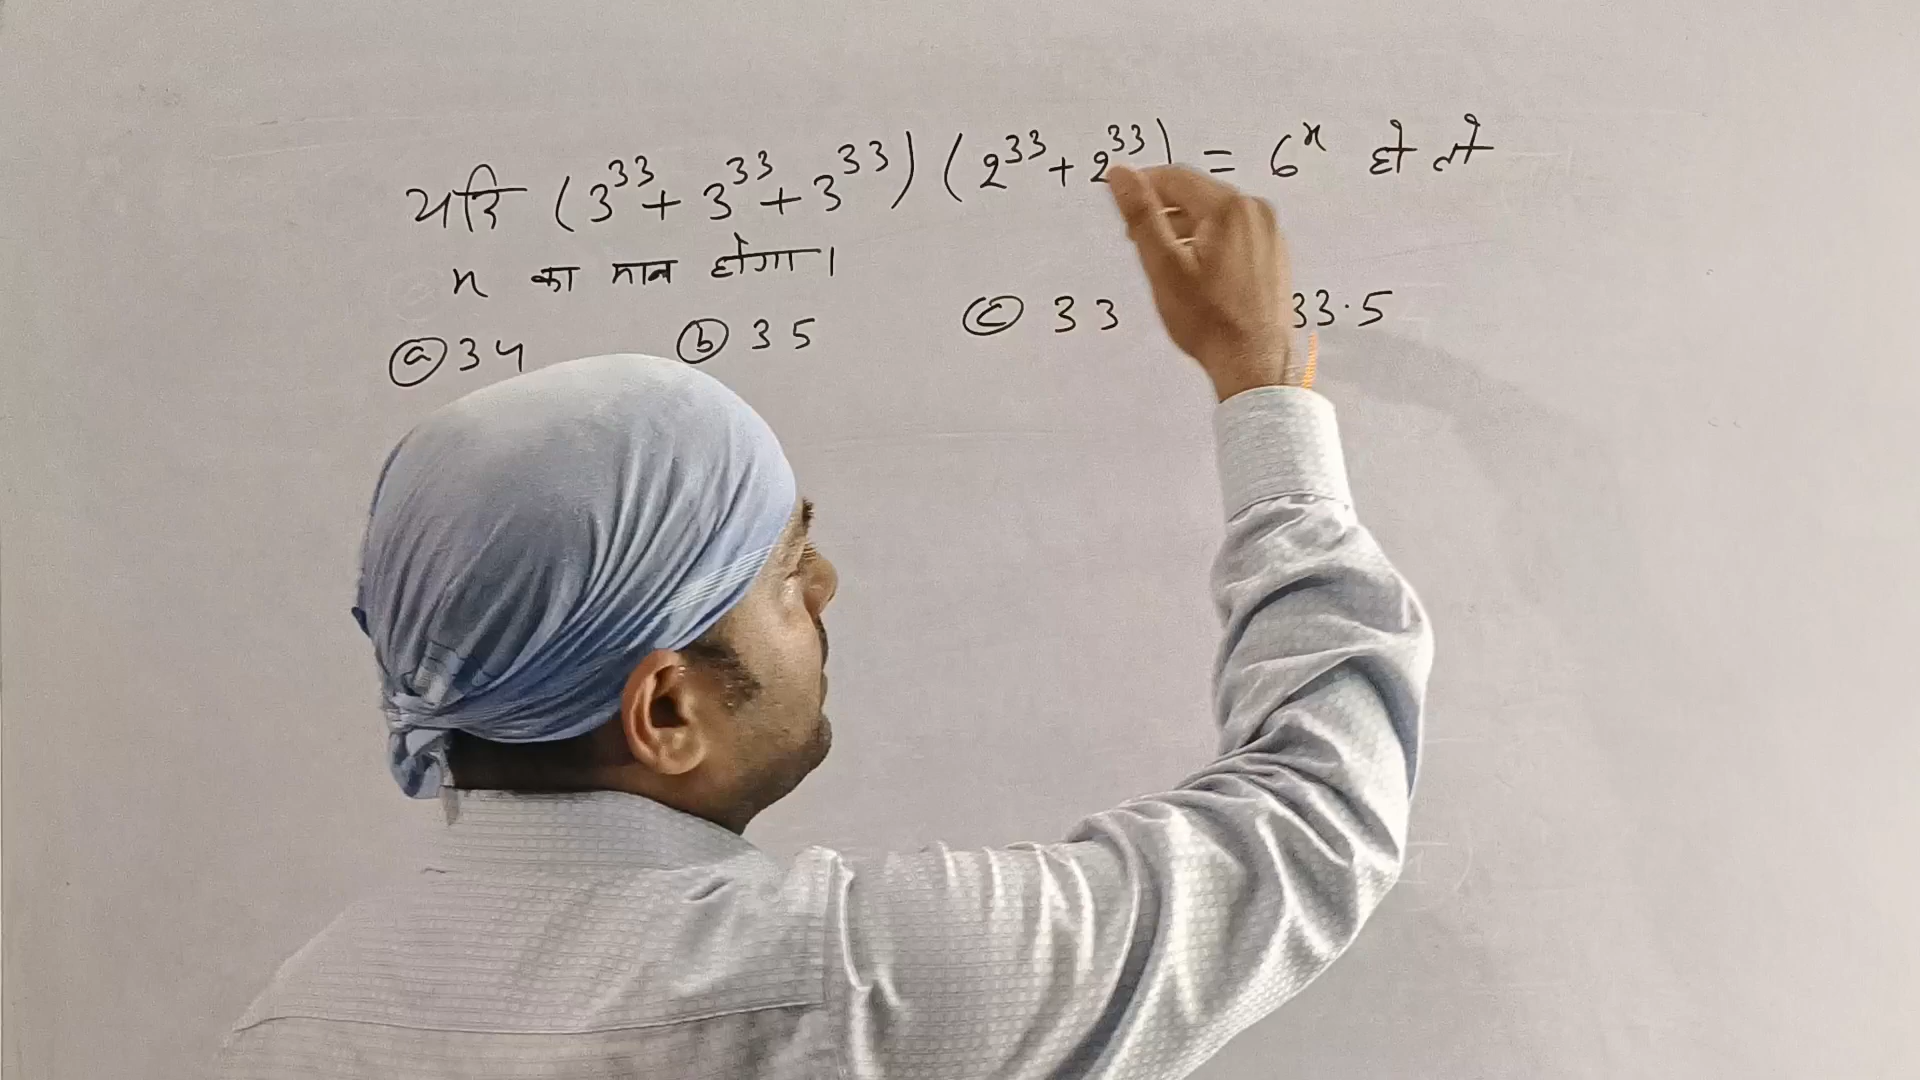 यदि (3³³ + 3³³ + 3³³) (2³³ + 2³³) = 6ˣ हो तो
x का मान होगा।
ⓐ 34 ⓑ 35 ⓒ 33 33.5